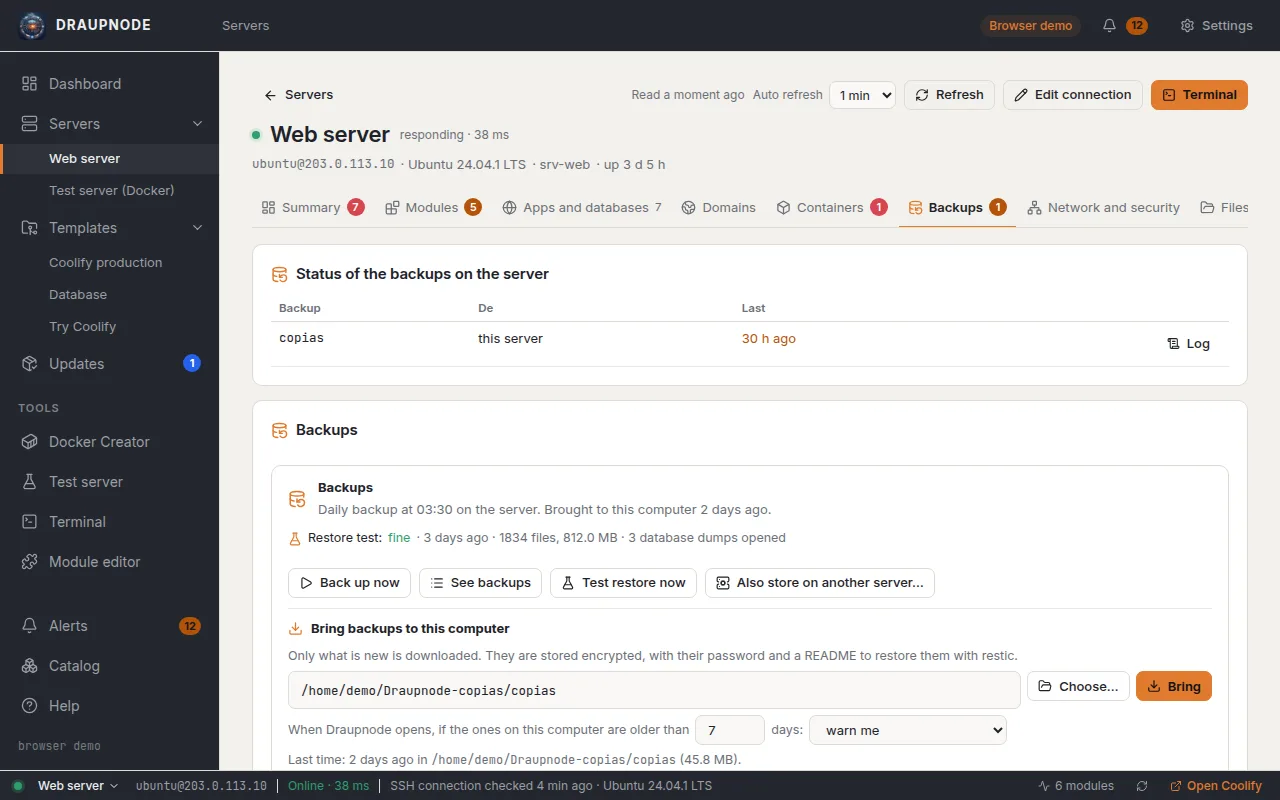 DRAUPNODE
Servers
Browser demo
12
Settings
Dashboard
Servers
Web server
Test server (Docker)
Templates
Coolify production
Database
Try Coolify
Updates 1
TOOLS
Docker Creator
Test server
Terminal
Module editor
Alerts 12
Catalog
Help
browser demo
Servers
Read a moment ago Auto refresh 1 min Refresh Edit connection Terminal
Web server responding · 38 ms
ubuntu@203.0.113.10 · Ubuntu 24.04.1 LTS · srv-web · up 3 d 5 h
Summary 7 Modules 5 Apps and databases 7 Domains Containers 1 Backups 1 Network and security Files
Status of the backups on the server
Backup De Last
copias this server 30 h ago Log
Backups
Backups
Daily backup at 03:30 on the server. Brought to this computer 2 days ago.
Restore test: fine · 3 days ago · 1834 files, 812.0 MB · 3 database dumps opened
Back up now See backups Test restore now Also store on another server...
Bring backups to this computer
Only what is new is downloaded. They are stored encrypted, with their password and a README to restore them with restic.
/home/demo/Draupnode-copias/copias Choose... Bring
When Draupnode opens, if the ones on this computer are older than 7 days: warn me
Last time: 2 days ago in /home/demo/Draupnode-copias/copias (45.8 MB).
Web server ubuntu@203.0.113.10 Online · 38 ms SSH connection checked 4 min ago · Ubuntu 24.04.1 LTS 6 modules Open Coolify